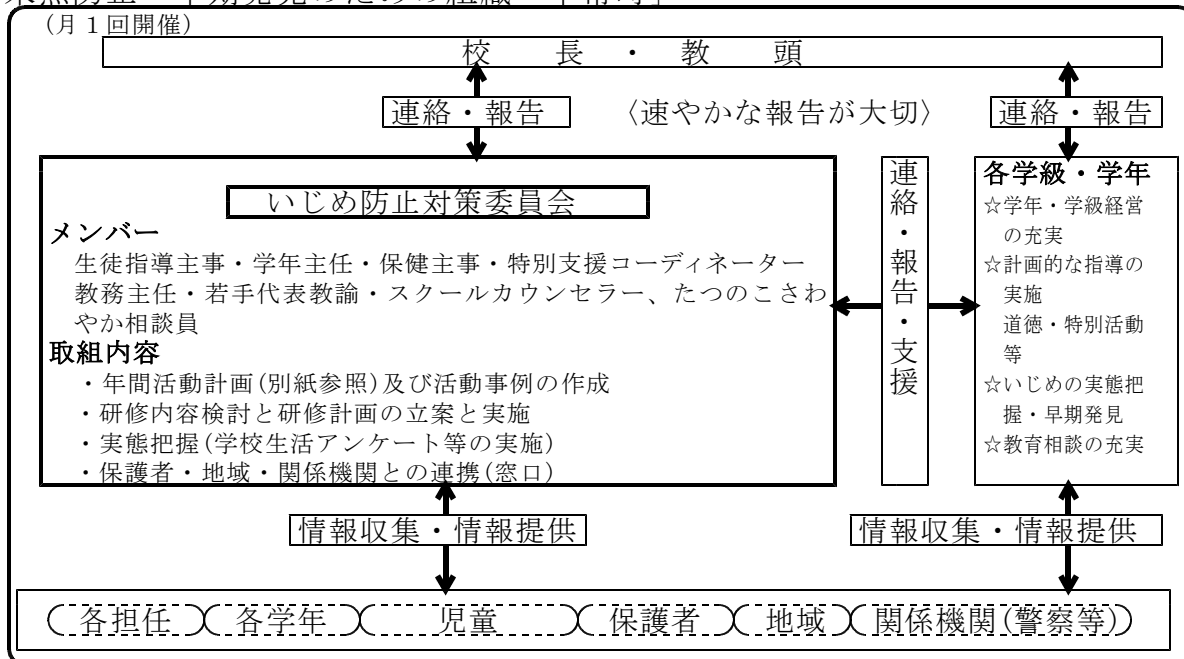 (月1回開催)
校長・教頭
連絡・報告
〈速やかな報告が大切〉
連絡・報告
いじめ防止対策委員会
メンバー
生徒指導主事・学年主任・保健主事・特別支援コーディネーター
教務主任・若手代表教諭・スクールカウンセラー、たつのこさわ
やか相談員
取組内容
・年間活動計画(別紙参照)及び活動事例の作成
・研修内容検討と研修計画の立案と実施
・実態把握(学校生活アンケート等の実施)
・保護者・地域・関係機関との連携(窓口)
連絡・報告・支援
各学級・学年
☆学年・学級経営
の充実
☆計画的な指導の
実施
道徳・特別活動
等
☆いじめの実態把
握・早期発見
☆教育相談の充実
情報収集・情報提供
情報収集・情報提供
各担任 各学年 児童 保護者 地域 関係機関(警察等)